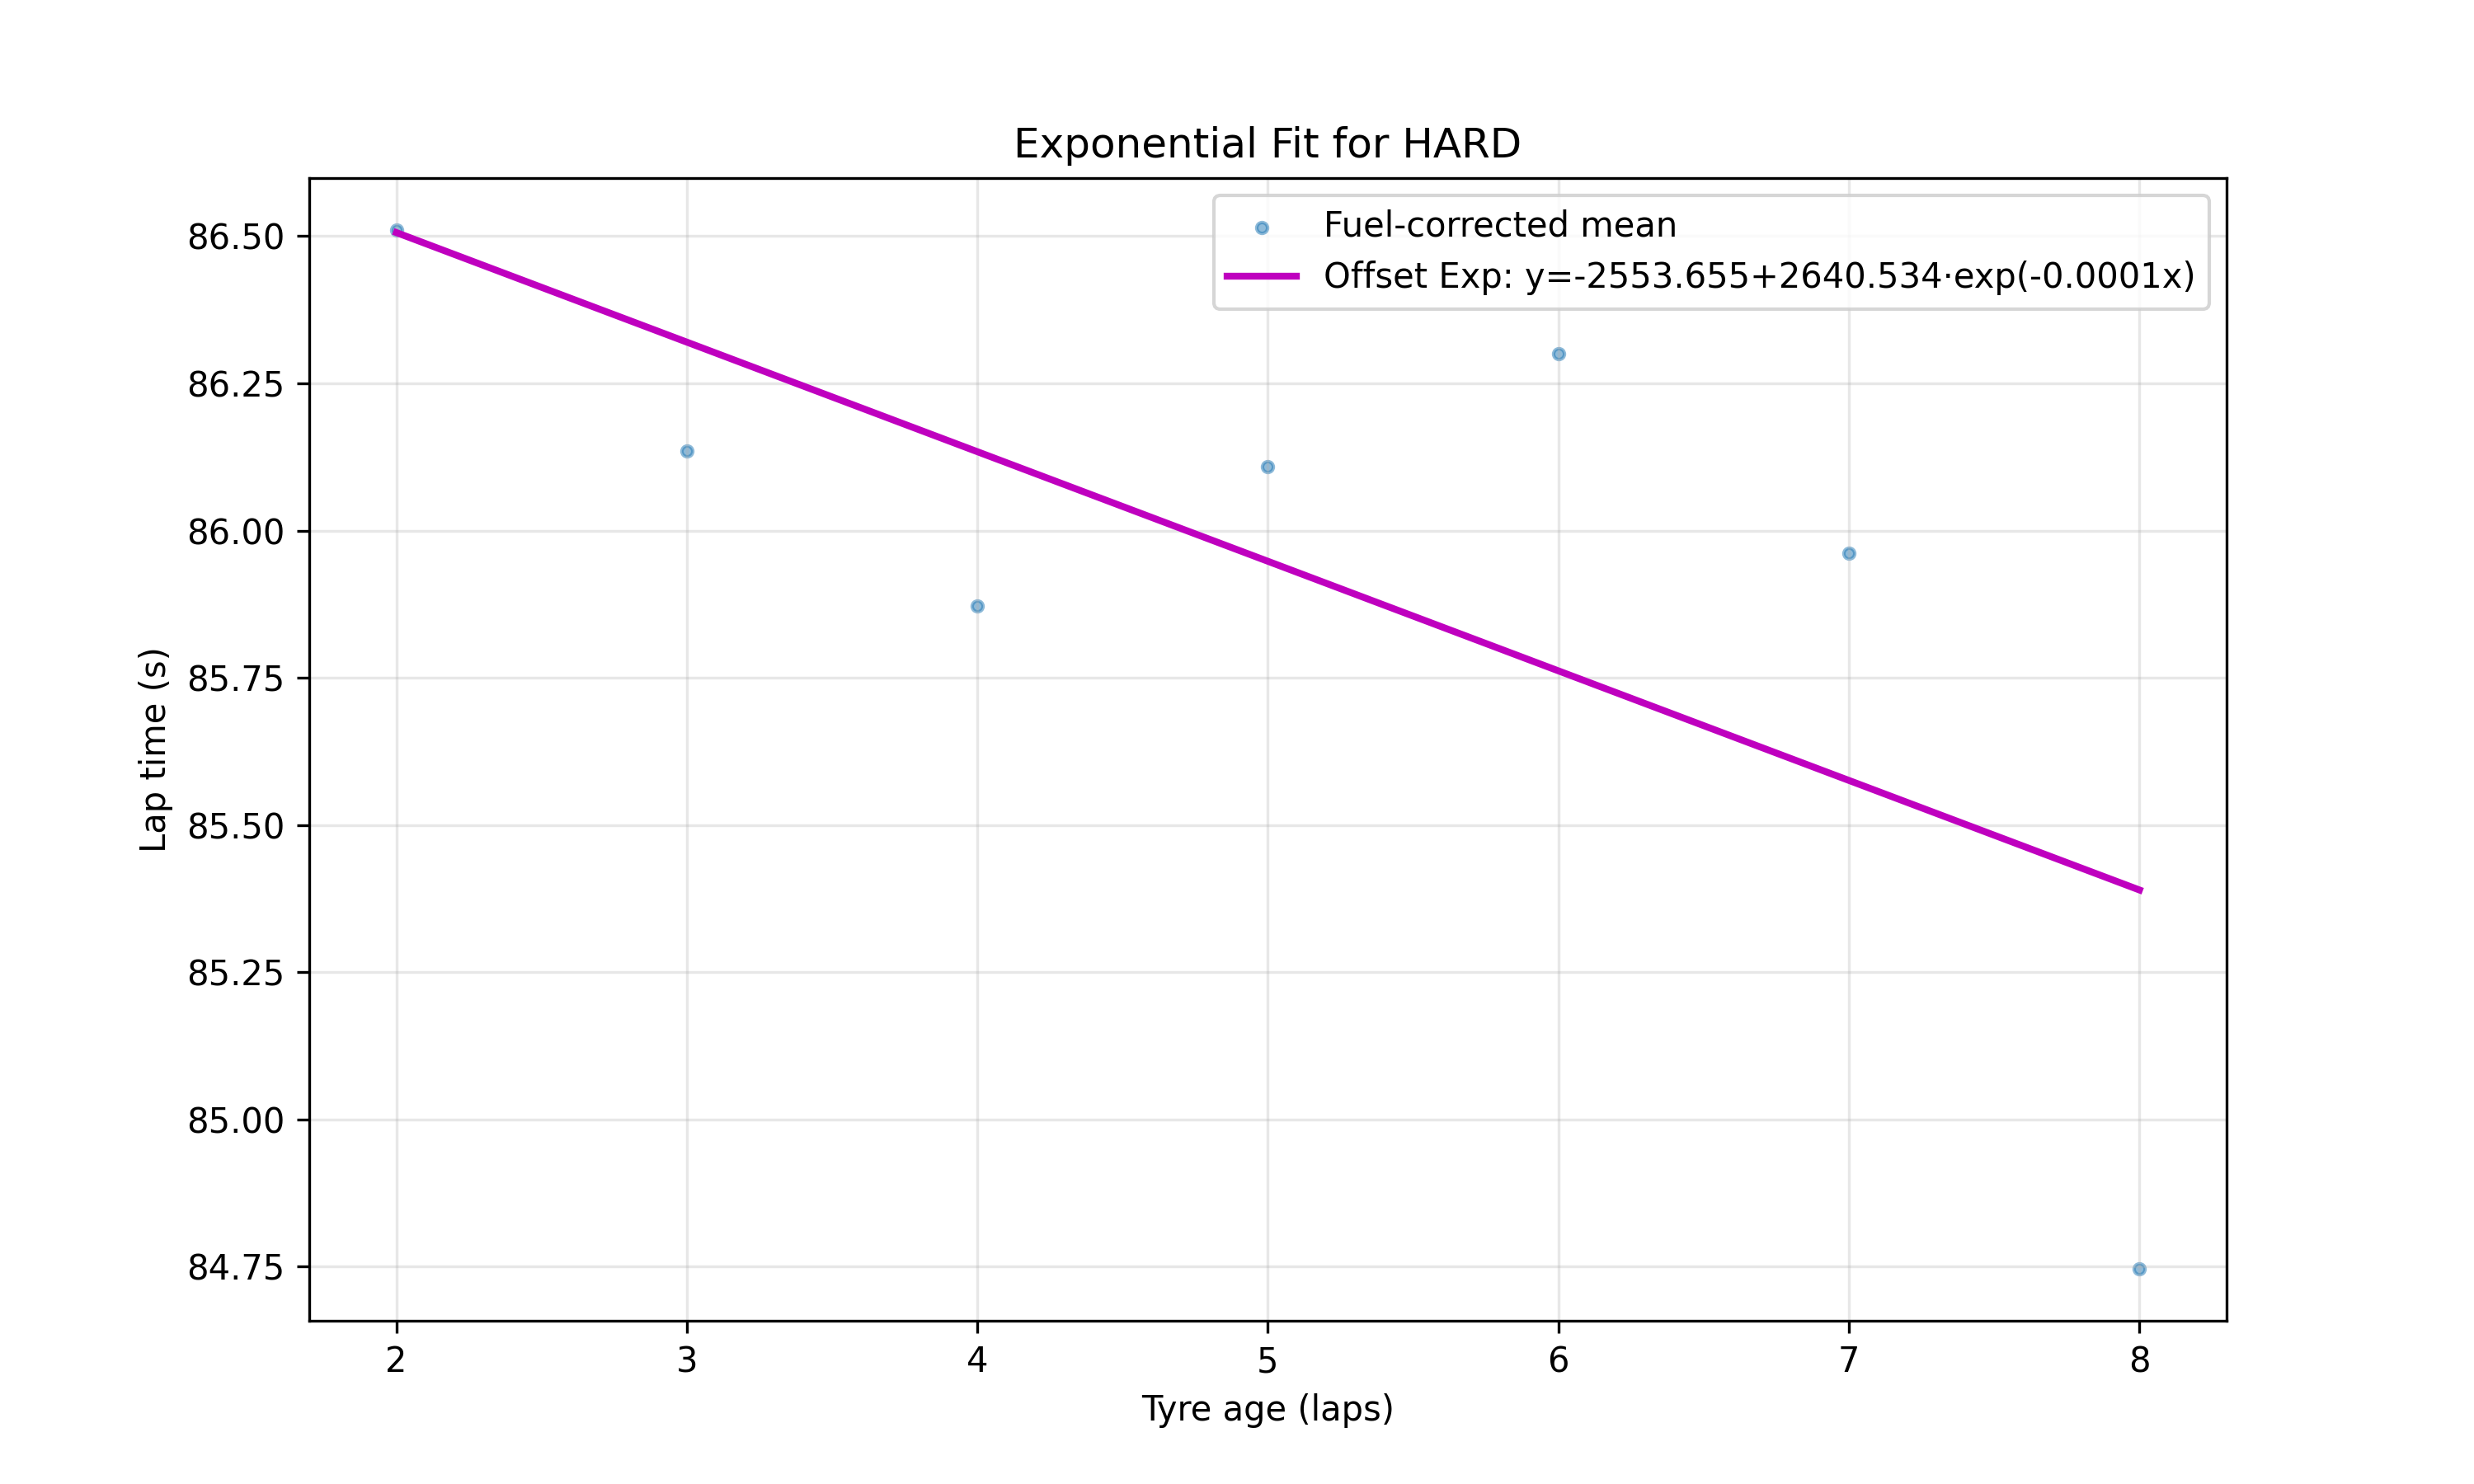 Exponential Fit for HARD
Fuel-corrected mean
Offset Exp: y=-2553.655+2640.534·exp(-0.0001x)
Lap time (s)
86.50
86.25
86.00
85.75
85.50
85.25
85.00
84.75
2 3 4 5 6 7 8
Tyre age (laps)